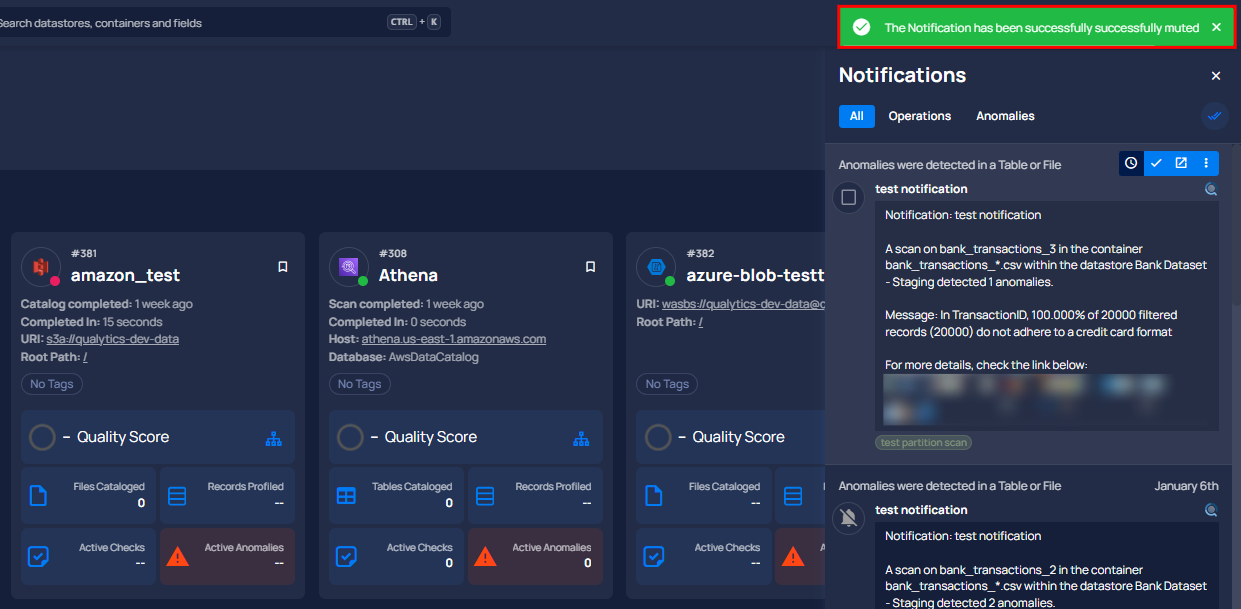 Search datastores, containers and fields
CTRL + K
The Notification has been successfully successfully muted
Notifications
All Operations Anomalies
Anomalies were detected in a Table or File
test notification
Notification: test notification
A scan on bank_transactions_3 in the container
bank_transactions_*.csv within the datastore Bank Dataset
- Staging detected 1 anomalies.
Message: In TransactionID, 100.000% of 20000 filtered
records (20000) do not adhere to a credit card format
For more details, check the link below:
test partition scan
Anomalies were detected in a Table or File January 6th
test notification
Notification: test notification
A scan on bank_transactions_2 in the container
bank_transactions_*.csv within the datastore Bank Dataset
- Staging detected 2 anomalies.
#381
amazon_test
Catalog completed: 1 week ago
Completed In: 15 seconds
URI: s3a://qualytics-dev-data
Root Path: /
No Tags
– Quality Score
Files Cataloged
0
Records Profiled
--
Active Checks
--
Active Anomalies
--
#308
Athena
Scan completed: 1 week ago
Completed In: 0 seconds
Host: athena.us-east-1.amazonaws.com
Database: AwsDataCatalog
No Tags
– Quality Score
Tables Cataloged
0
Records Profiled
--
Active Checks
0
Active Anomalies
0
#382
azure-blob-testt
URI: wasbs://qualytics-dev-data@
Root Path: /
No Tags
– Quality Score
Files Cataloged
--
Active Checks
--